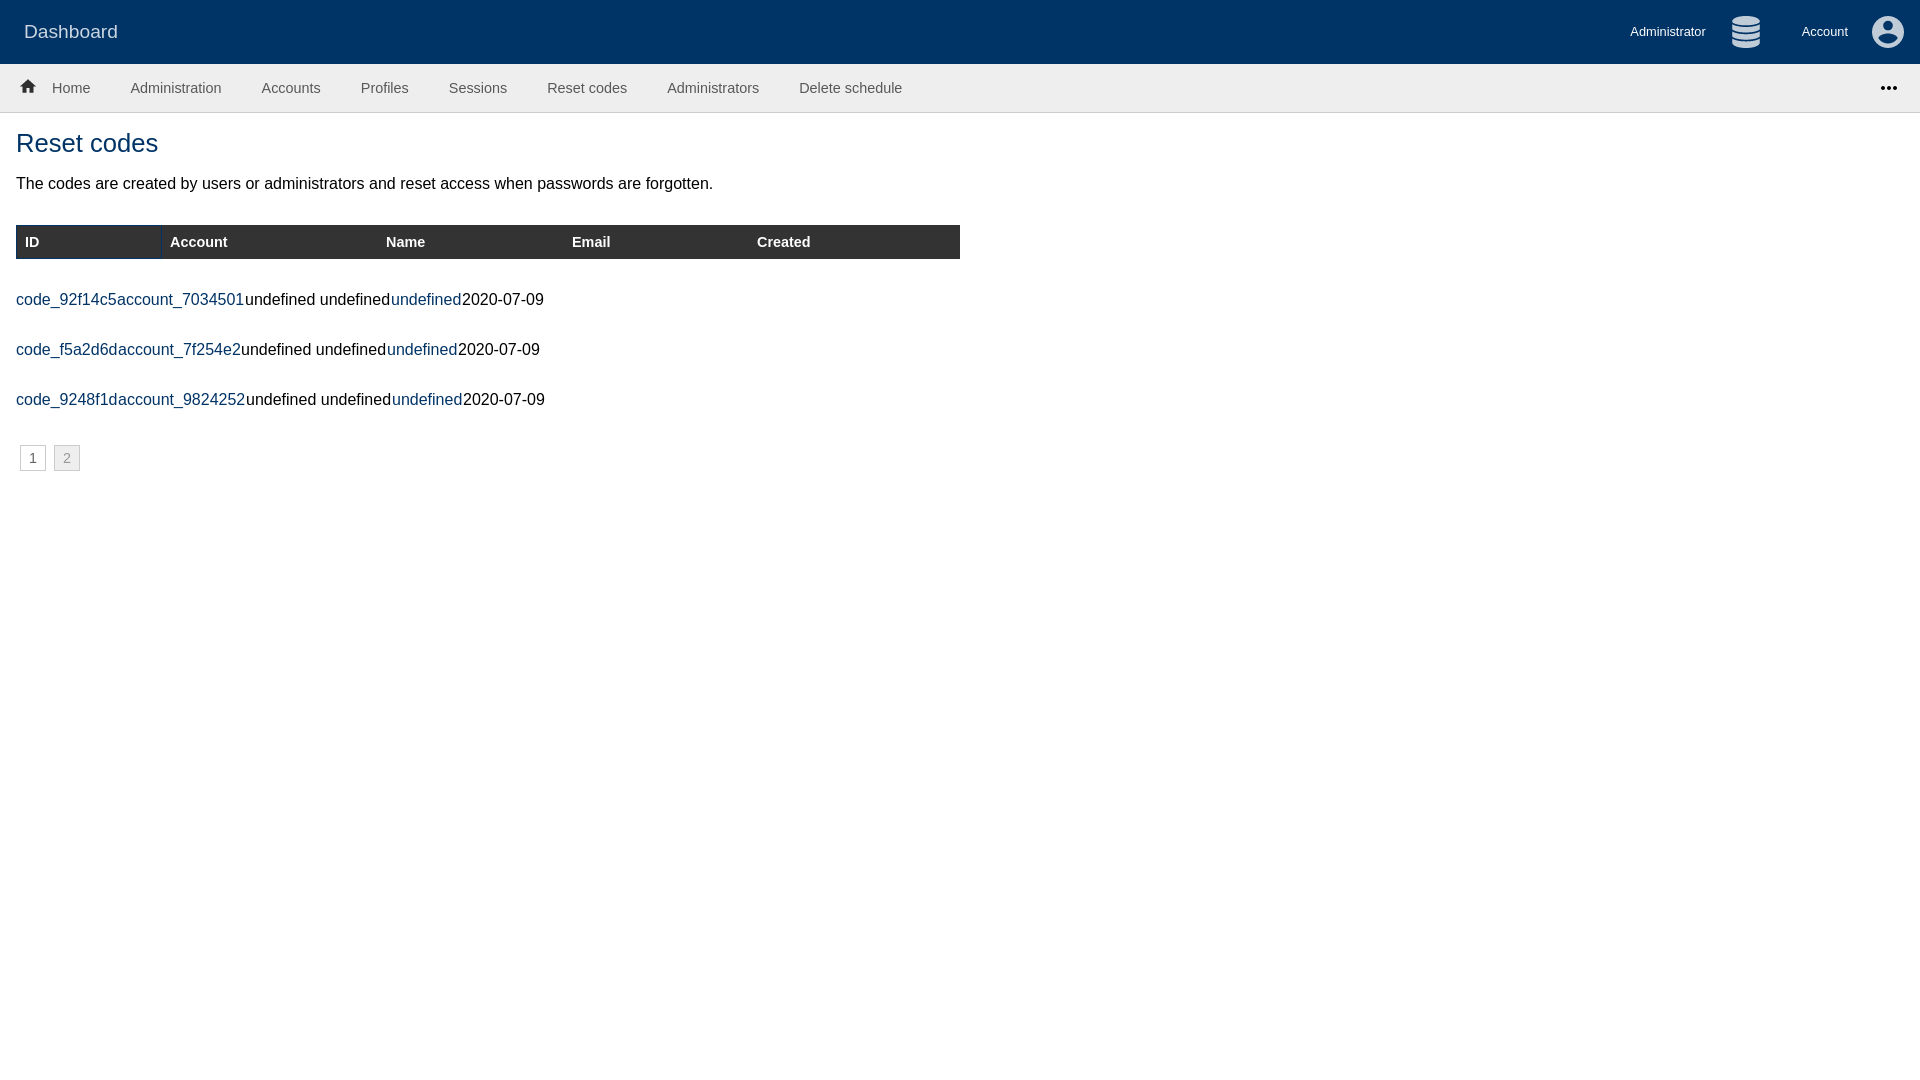 Dashboard
Administrator
Account
Home Administration Accounts Profiles Sessions Reset codes Administrators Delete schedule
Reset codes
The codes are created by users or administrators and reset access when passwords are forgotten.
ID Account Name Email Created
code_92f14c5account_7034501undefined undefinedundefined2020-07-09
code_f5a2d6daccount_7f254e2undefined undefinedundefined2020-07-09
code_9248f1daccount_9824252undefined undefinedundefined2020-07-09
1 2